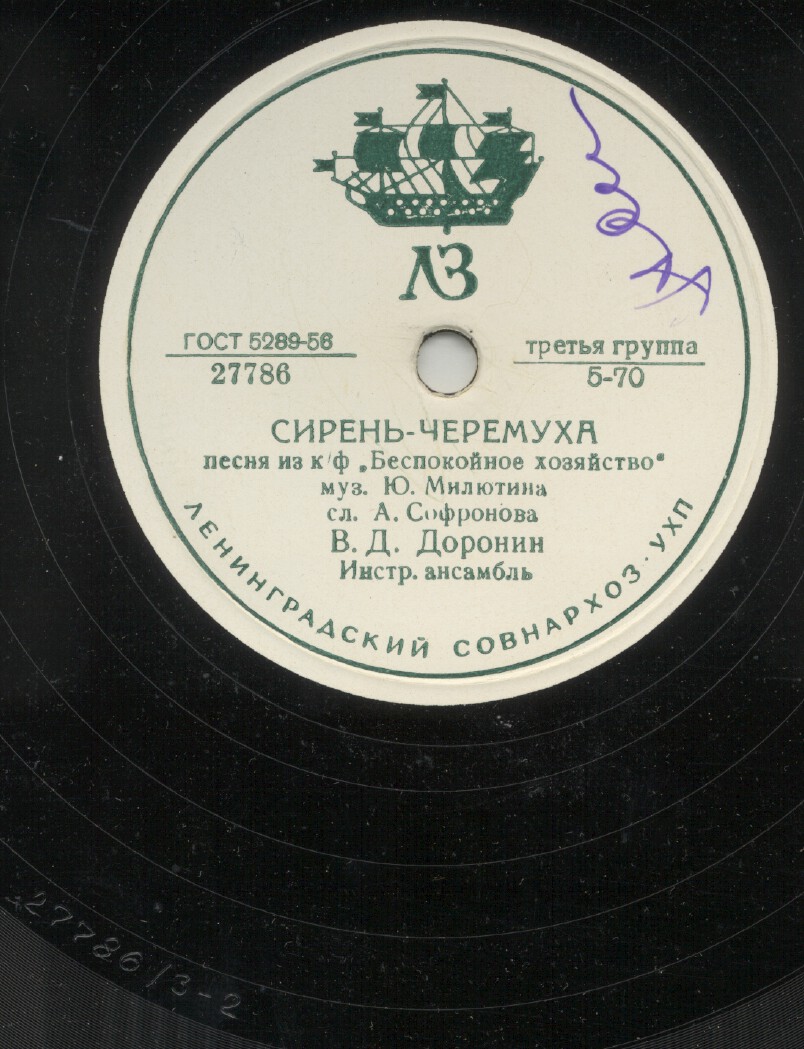 ЛЗ
ГОСТ 5289-56
27786
третья группа
5-70
СИРЕНЬ-ЧЕРЕМУХА
песня из к/ф „Беспокойное хозяйство"
муз. Ю. Милютина
сл. А. Софронова
В. Д. Доронин
Инстр. ансамбль
ЛЕНИНГРАДСКИЙ СОВНАРХОЗ · УХП
27786/3-2